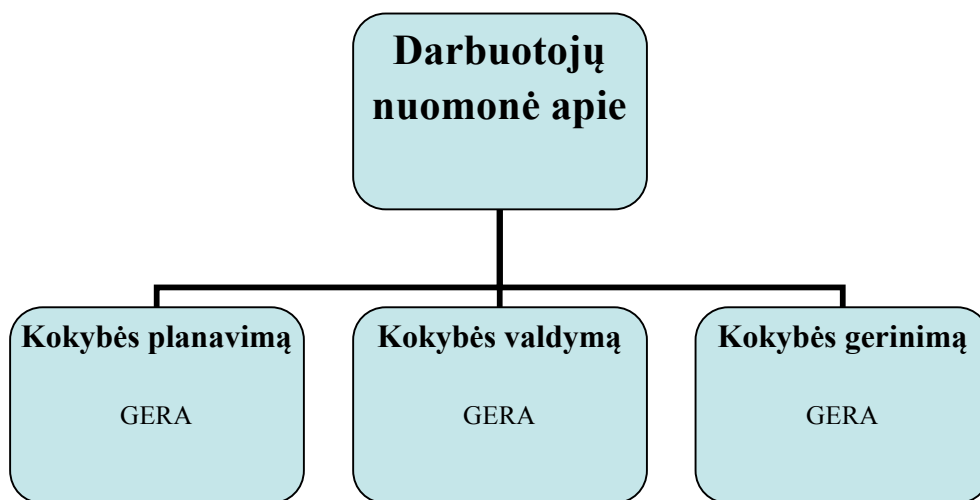 Darbuotojų
nuomonė apie
Kokybės planavimą
GERA
Kokybės valdymą
GERA
Kokybės gerinimą
GERA